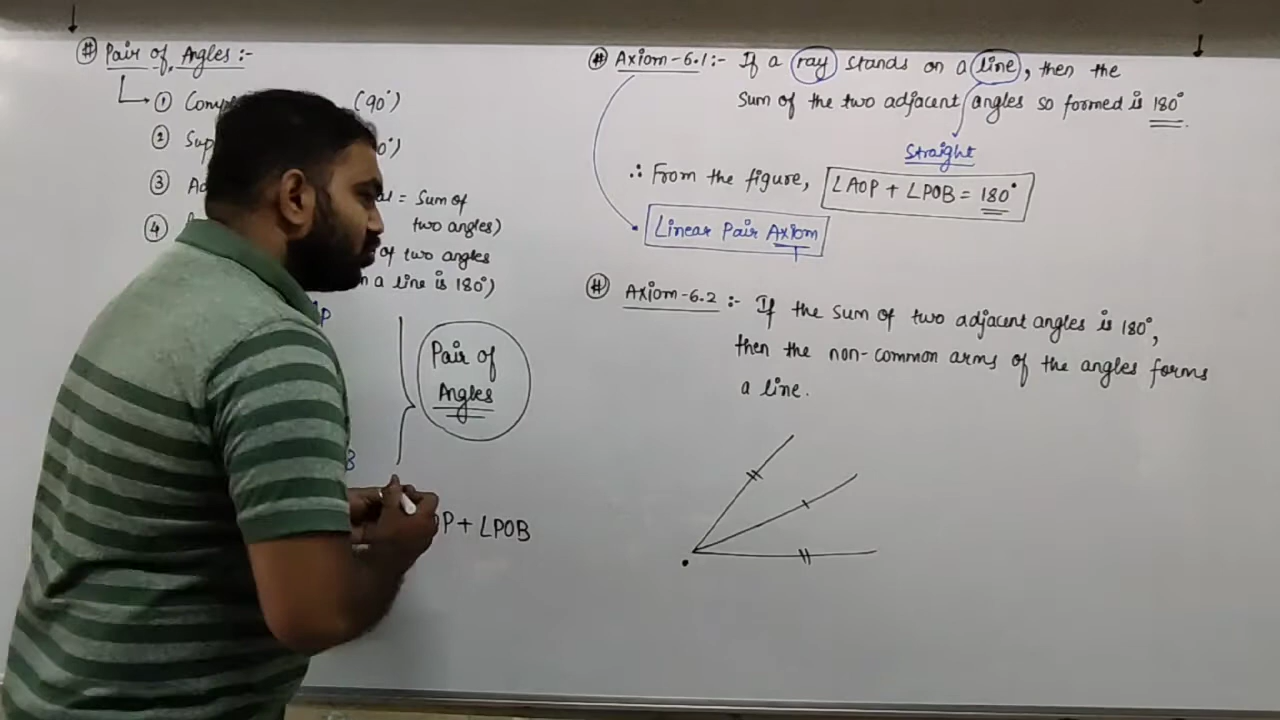 # Pair of Angles :-
① Comp (90°)
② Sup 0°)
③ Ad = Sum of
④ two angles)
of two angles
a line is 180°)
Pair of
Angles
P + ∠POB
# Axiom-6.1 :- If a ray stands on a line, then the
Sum of the two adjacent angles so formed is 180°.
Straight
∴ From the figure, ∠AOP + ∠POB = 180°
Linear Pair Axiom
# Axiom-6.2 :- If the sum of two adjacent angles is 180°,
then the non-common arms of the angles forms
a line.